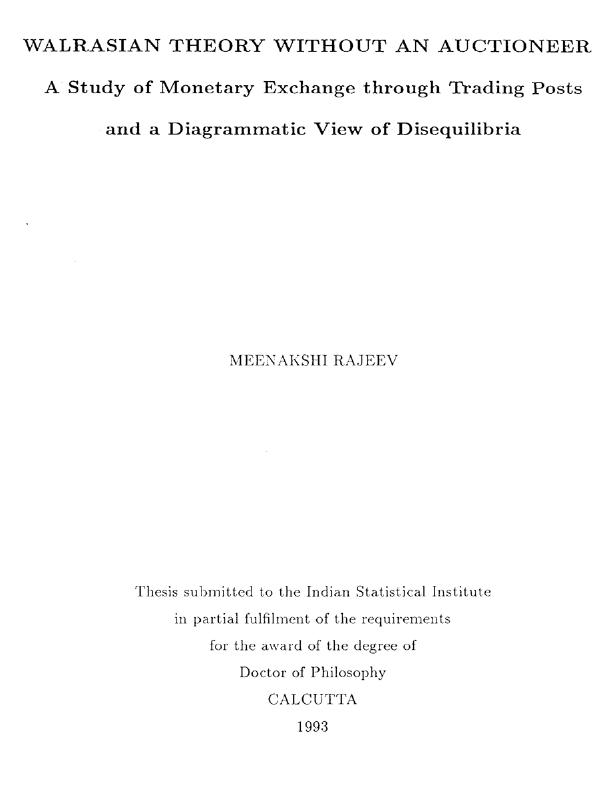 WALRASIAN THEORY WITHOUT AN AUCTIONEER
A Study of Monetary Exchange through Trading Posts
and a Diagrammatic View of Disequilibria
MEENAKSHI RAJEEV
Thesis submitted to the Indian Statistical Institute
in partial fulfilment of the requirements
for the award of the degree of
Doctor of Philosophy
CALCUTTA
1993